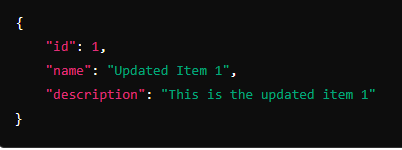 {
    "id": 1,
    "name": "Updated Item 1",
    "description": "This is the updated item 1"
}